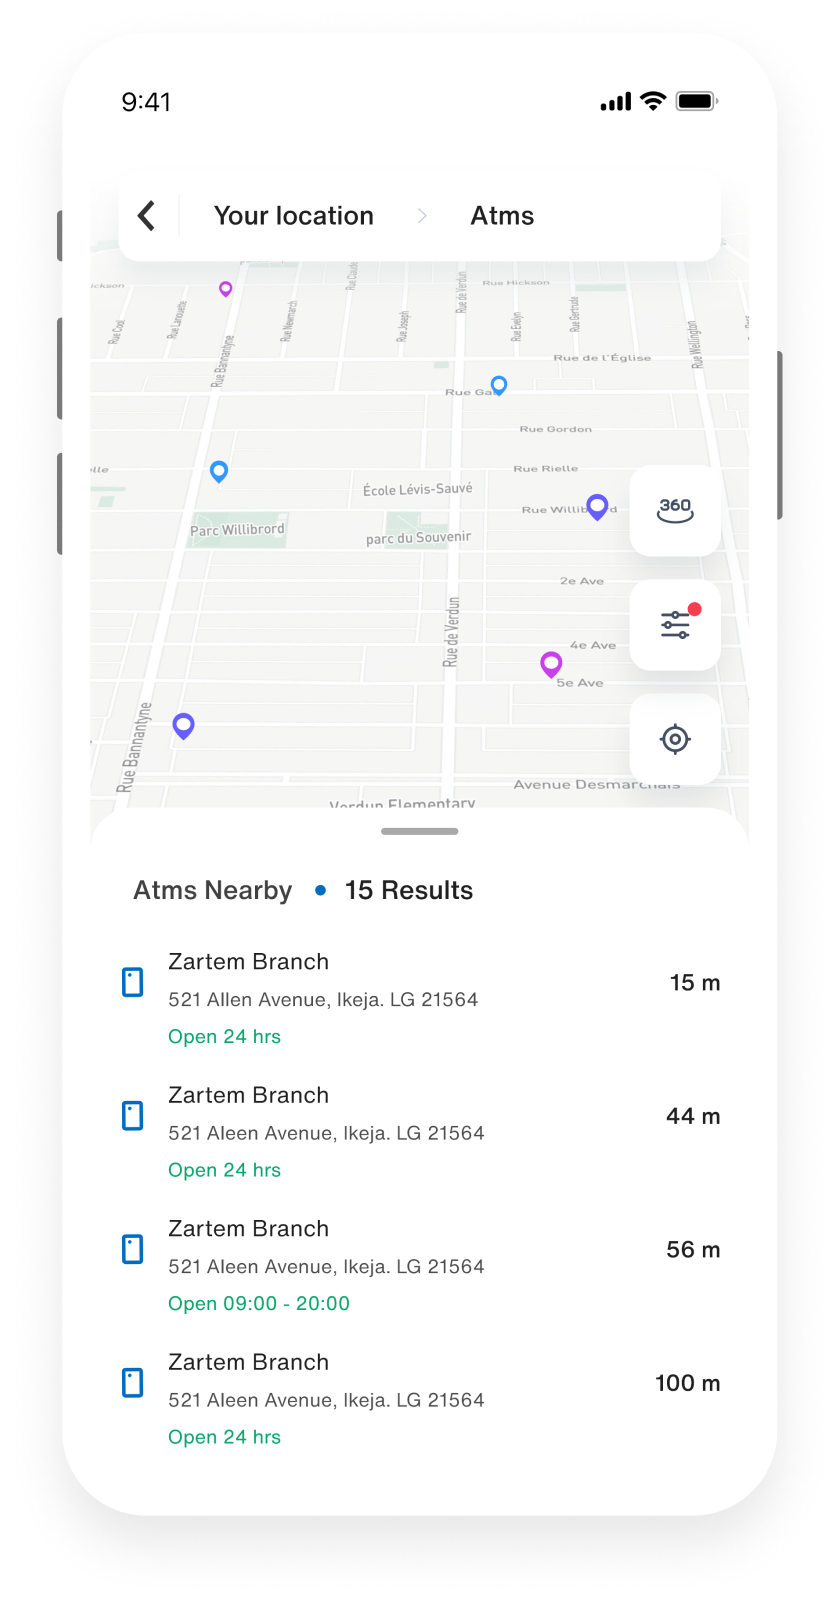 9:41
Your location
Atms
ickson
Rue Hickson
Rue Claude
Rue de Verdun
Rue Cool
Rue Lanouette
Rue Bannantyne
Rue Newmarch
Rue Joseph
Rue Evelyn
Rue Gertrude
Rue Wellington
Rue de l'Église
Rue Ga
Rue Gordon
elle
Rue Rielle
École Lévis-Sauvé
360
Rue Willib d
Parc Willibrord
parc du Souvenir
2e Ave
Rue de Verdun
4e Ave
5e Ave
Rue Bannantyne
Avenue Desmarchais
Verdun Elementary
Atms Nearby • 15 Results
Zartem Branch
521 Allen Avenue, Ikeja. LG 21564
15 m
Open 24 hrs
Zartem Branch
521 Aleen Avenue, Ikeja. LG 21564
44 m
Open 24 hrs
Zartem Branch
521 Aleen Avenue, Ikeja. LG 21564
56 m
Open 09:00 - 20:00
Zartem Branch
521 Aleen Avenue, Ikeja. LG 21564
100 m
Open 24 hrs